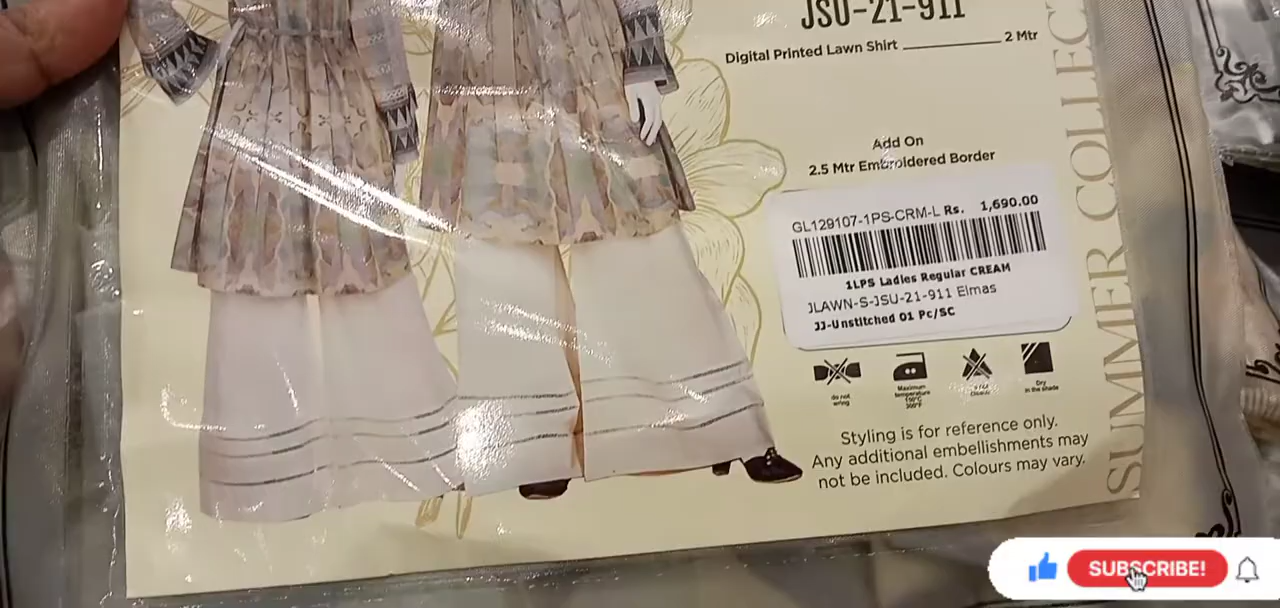 JSU-21-911
Digital Printed Lawn Shirt 2 Mtr
Add On
2.5 Mtr Embroidered Border
GL129107-1PS-CRM-L Rs. 1,690.00
1LPS Ladies Regular CREAM
JLAWN-S-JSU-21-911 Elmas
JJ-Unstitched 01 Pc/SC
do not
wring
Maximum
temperature
Dry
in the shade
Styling is for reference only.
Any additional embellishments may
not be included. Colours may vary.
SUMMER COLLEC
SUBSCRIBE!